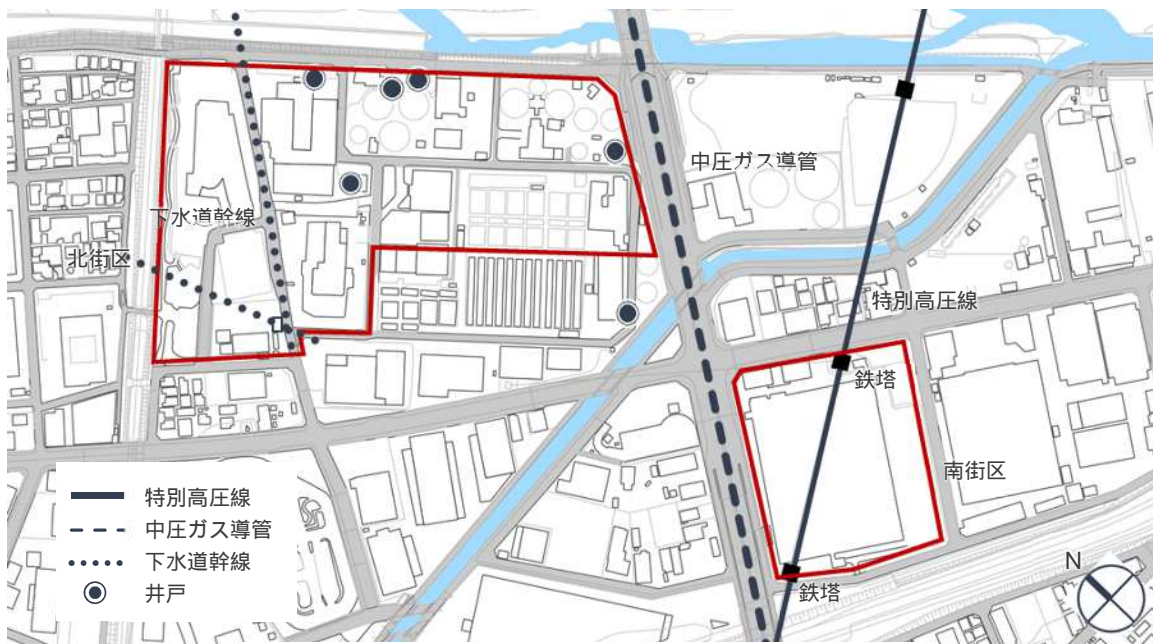 中圧ガス導管
下水道幹線
北街区
特別高圧線
鉄塔
南街区
特別高圧線
中圧ガス導管
下水道幹線
井戸
N
鉄塔